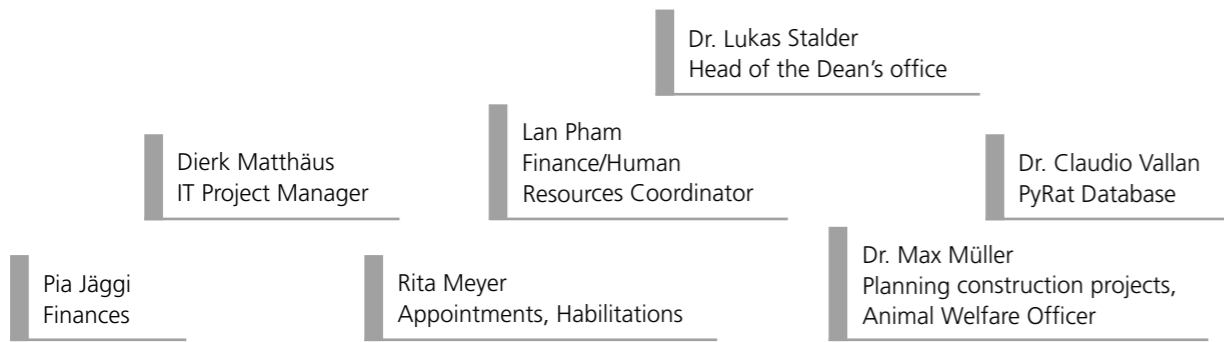 Dr. Lukas Stalder
Head of the Dean’s office
Lan Pham
Finance/Human
Resources Coordinator
Dierk Matthäus
IT Project Manager
Dr. Claudio Vallan
PyRat Database
Dr. Max Müller
Planning construction projects,
Animal Welfare Officer
Pia Jäggi
Finances
Rita Meyer
Appointments, Habilitations